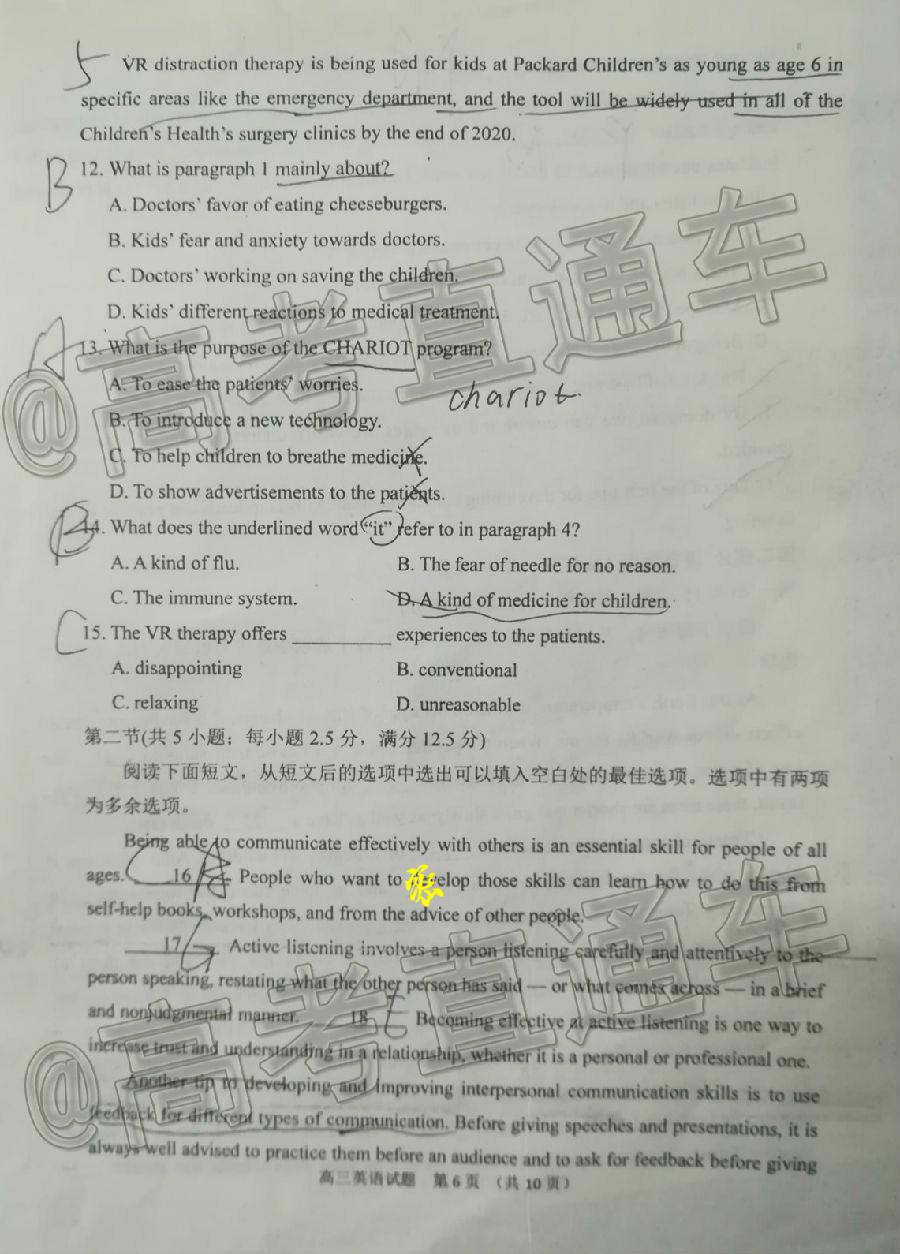 5 VR distraction therapy is being used for kids at Packard Children's as young as age 6 in
specific areas like the emergency department, and the tool will be widely used in all of the
Children's Health's surgery clinics by the end of 2020.
B 12. What is paragraph 1 mainly about?
A. Doctors' favor of eating cheeseburgers.
B. Kids' fear and anxiety towards doctors.
C. Doctors' working on saving the children.
D. Kids' different reactions to medical treatment.
A 13. What is the purpose of the CHARIOT program?
A. To ease the patients' worries.
chariot
B. To introduce a new technology.
C. To help children to breathe medicine.
D. To show advertisements to the patients.
B 14. What does the underlined word "it" refer to in paragraph 4?
A. A kind of flu. B. The fear of needle for no reason.
C. The immune system. D. A kind of medicine for children.
C 15. The VR therapy offers __________ experiences to the patients.
A. disappointing B. conventional
C. relaxing D. unreasonable
第二节(共 5 小题；每小题 2.5 分，满分 12.5 分)
阅读下面短文，从短文后的选项中选出可以填入空白处的最佳选项。选项中有两项
为多余选项。
Being able to communicate effectively with others is an essential skill for people of all
ages. 16 People who want to develop those skills can learn how to do this from
self-help books, workshops, and from the advice of other people.
17 G Active listening involves a person listening carefully and attentively to the
person speaking, restating what the other person has said — or what comes across — in a brief
and nonjudgmental manner. 18 Becoming effective at active listening is one way to
increase trust and understanding in a relationship, whether it is a personal or professional one.
Another tip to developing and improving interpersonal communication skills is to use
feedback for different types of communication. Before giving speeches and presentations, it is
always well advised to practice them before an audience and to ask for feedback before giving
高三英语试题 第 6 页 （共 10 页）
@高考直通车
@高考直通车